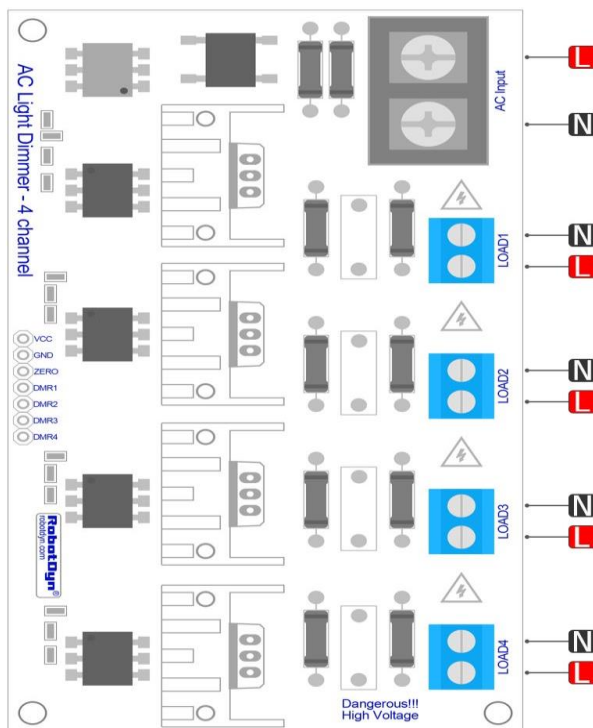 AC Light Dimmer - 4 channel
AC Input
L
N
LOAD1
N
L
VCC
GND
ZERO
DMR1
DMR2
DMR3
DMR4
LOAD2
N
L
RobotDyn®
robotdyn.com
LOAD3
N
L
LOAD4
N
L
Dangerous!!!
High Voltage